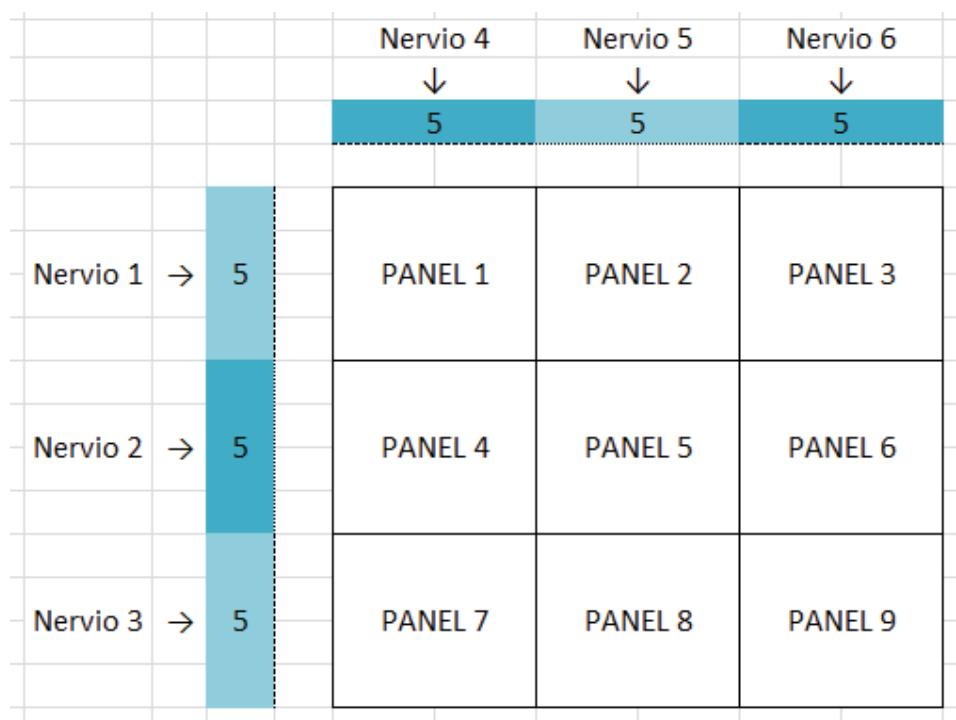 Nervio 4 Nervio 5 Nervio 6
↓ ↓ ↓
5 5 5
Nervio 1 → 5 PANEL 1 PANEL 2 PANEL 3
Nervio 2 → 5 PANEL 4 PANEL 5 PANEL 6
Nervio 3 → 5 PANEL 7 PANEL 8 PANEL 9